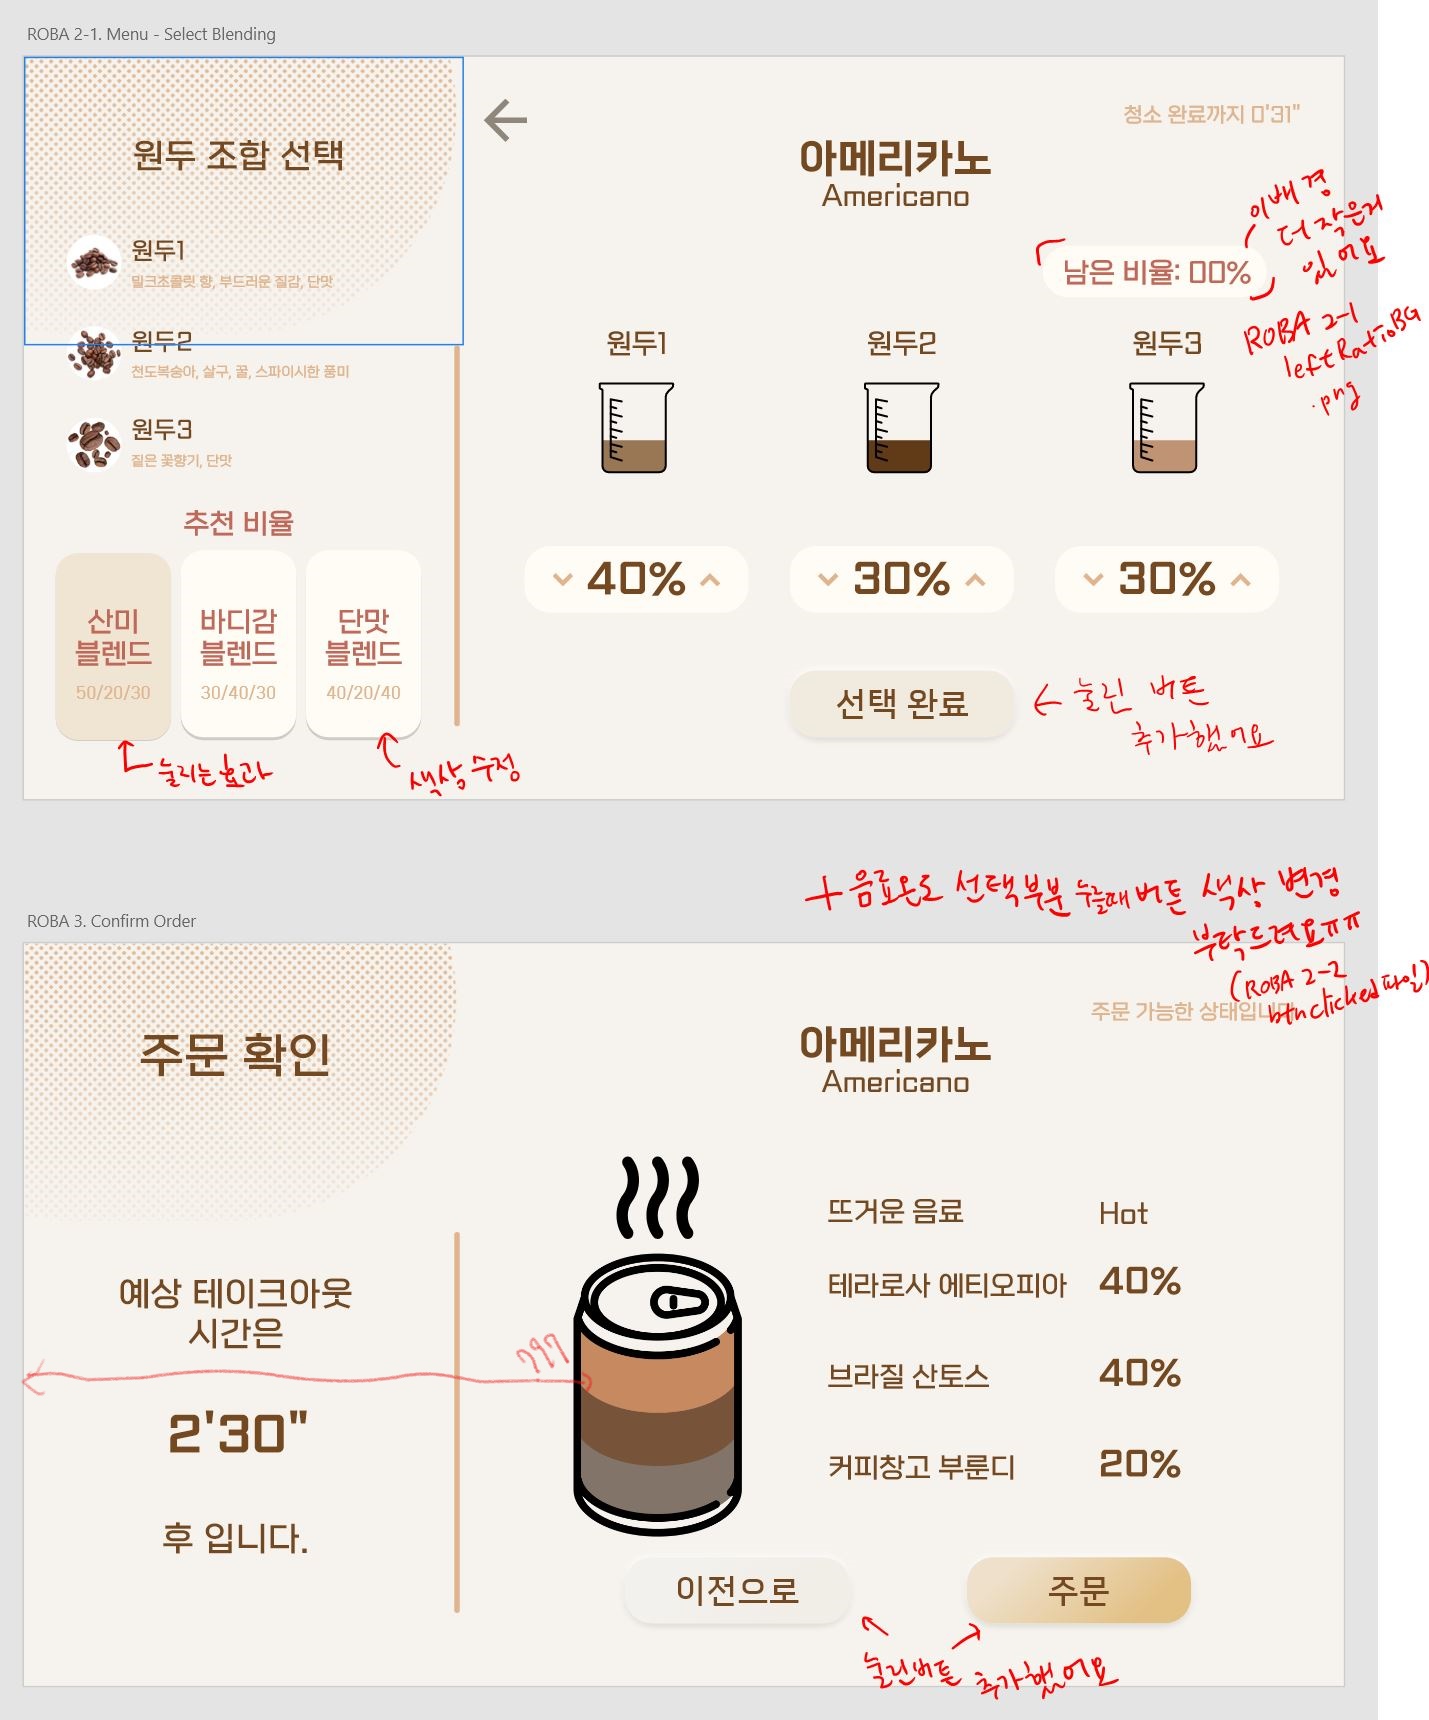 ROBA 2-1. Menu - Select Blending
원두 조합 선택
원두1
밀크초콜릿 향, 부드러운 질감, 단맛
원두2
천도복숭아, 살구, 꿀, 스파이시한 풍미
원두3
짙은 꽃향기, 단맛
추천 비율
산미
블렌드
50/20/30
바디감
블렌드
30/40/30
단맛
블렌드
40/20/40
눌리는 효과
색상 수정
청소 완료까지 0'31"
아메리카노
Americano
남은 비율: 00%
이 배경
더 작은거
있어요
ROBA 2-1
leftRatioBG
.png
원두1
원두2
원두3
40%
30%
30%
선택 완료
눌린 버튼
추가했어요
+ 음료온도 선택부분 누를때 버튼 색상 변경
부탁드려요ㅠㅠ
(ROBA 2-2
btnclicked파일)
ROBA 3. Confirm Order
주문 확인
예상 테이크아웃
시간은
2'30"
후 입니다.
???
주문 가능한 상태입니다
아메리카노
Americano
뜨거운 음료 Hot
테라로사 에티오피아 40%
브라질 산토스 40%
커피창고 부룬디 20%
이전으로
주문
눌린버튼 추가했어요